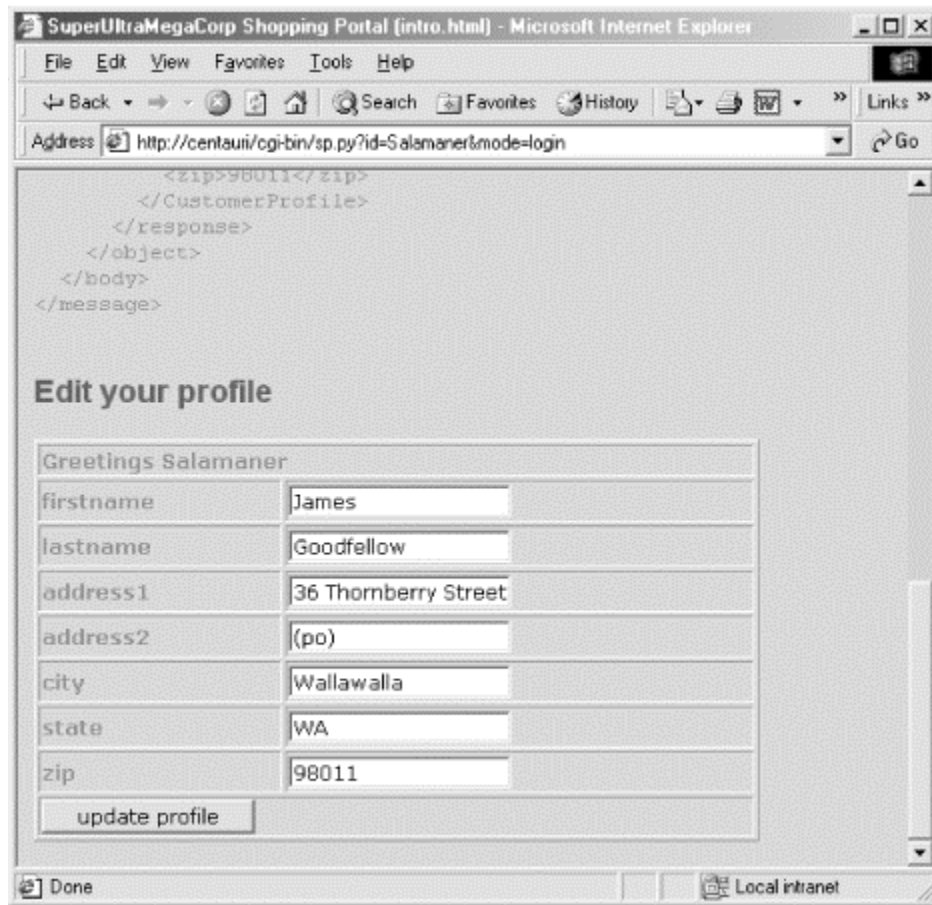 SuperUltraMegaCorp Shopping Portal (intro.html) - Microsoft Internet Explorer
File Edit View Favorites Tools Help
Back Search Favorites History » Links »
Address http://centauri/cgi-bin/sp.py?id=Salamaner&mode=login Go
<zip>98011</zip>
</CustomerProfile>
</response>
</object>
</body>
</message>
Edit your profile
Greetings Salamaner
firstname James
lastname Goodfellow
address1 36 Thornberry Street
address2 (po)
city Wallawalla
state WA
zip 98011
update profile
Done Local intranet